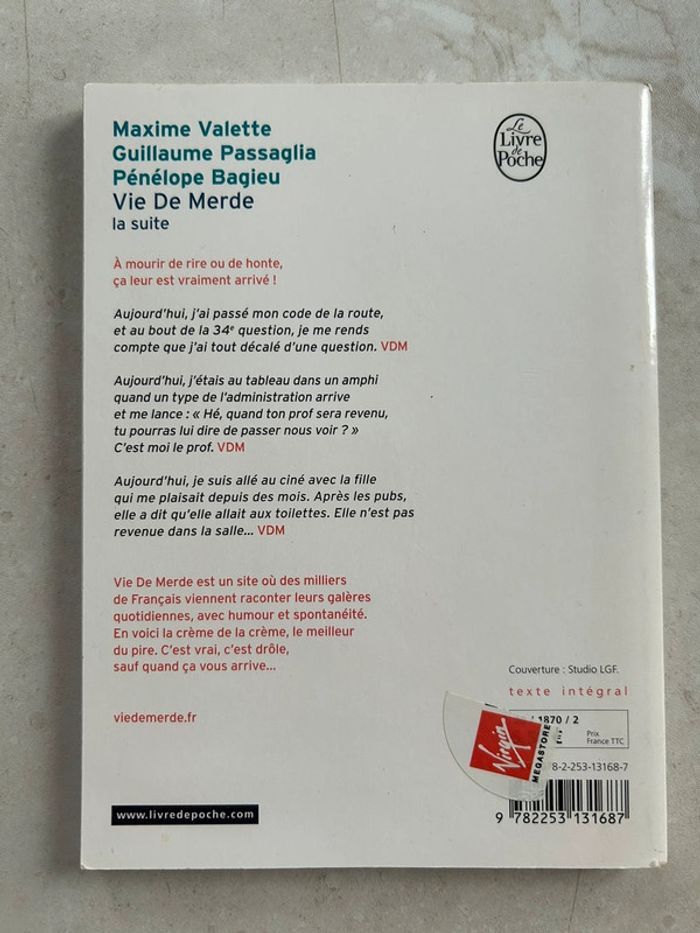 Maxime Valette
Guillaume Passaglia
Pénélope Bagieu
Vie De Merde
la suite
Le
Livre
de
Poche
À mourir de rire ou de honte,
ça leur est vraiment arrivé !
Aujourd'hui, j'ai passé mon code de la route,
et au bout de la 34e question, je me rends
compte que j'ai tout décalé d'une question. VDM
Aujourd'hui, j'étais au tableau dans un amphi
quand un type de l'administration arrive
et me lance : « Hé, quand ton prof sera revenu,
tu pourras lui dire de passer nous voir ? »
C'est moi le prof. VDM
Aujourd'hui, je suis allé au ciné avec la fille
qui me plaisait depuis des mois. Après les pubs,
elle a dit qu'elle allait aux toilettes. Elle n'est pas
revenue dans la salle... VDM
Vie De Merde est un site où des milliers
de Français viennent raconter leurs galères
quotidiennes, avec humour et spontanéité.
En voici la crème de la crème, le meilleur
du pire. C'est vrai, c'est drôle,
sauf quand ça vous arrive...
viedemerde.fr
www.livredepoche.com
Couverture : Studio LGF.
texte intégral
/ 1870 / 2
Prix
France TTC
Virgin
MEGASTORE
8-2-253-13168-7
9 782253 131687